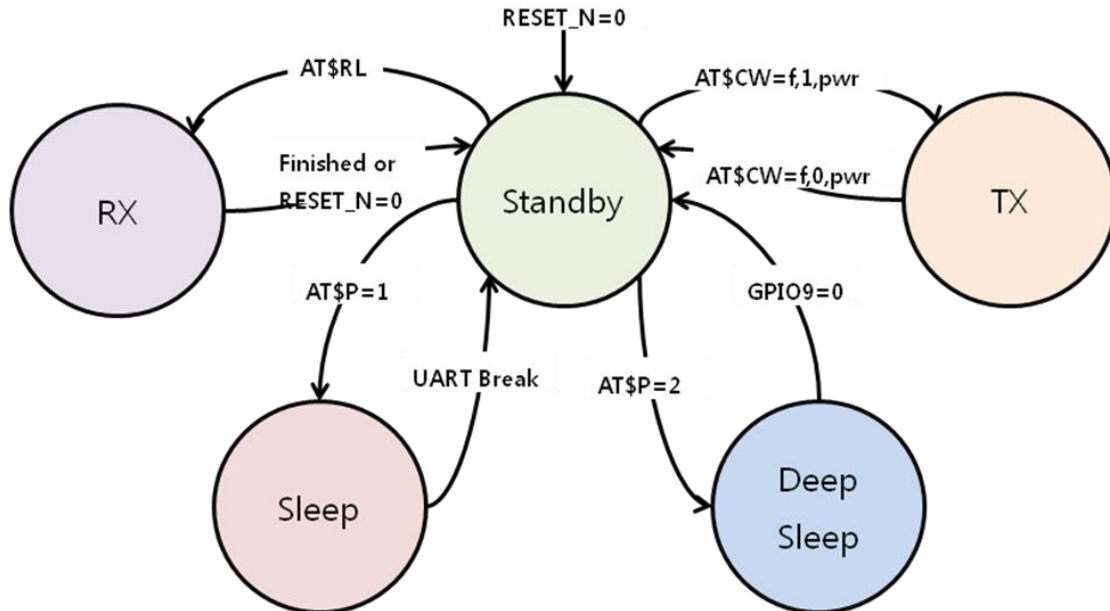 RESET_N=0
AT$RL
AT$CW=f,1,pwr
Finished or
RESET_N=0
AT$CW=f,0,pwr
RX
Standby
TX
AT$P=1
GPIO9=0
UART Break
AT$P=2
Sleep
Deep
Sleep